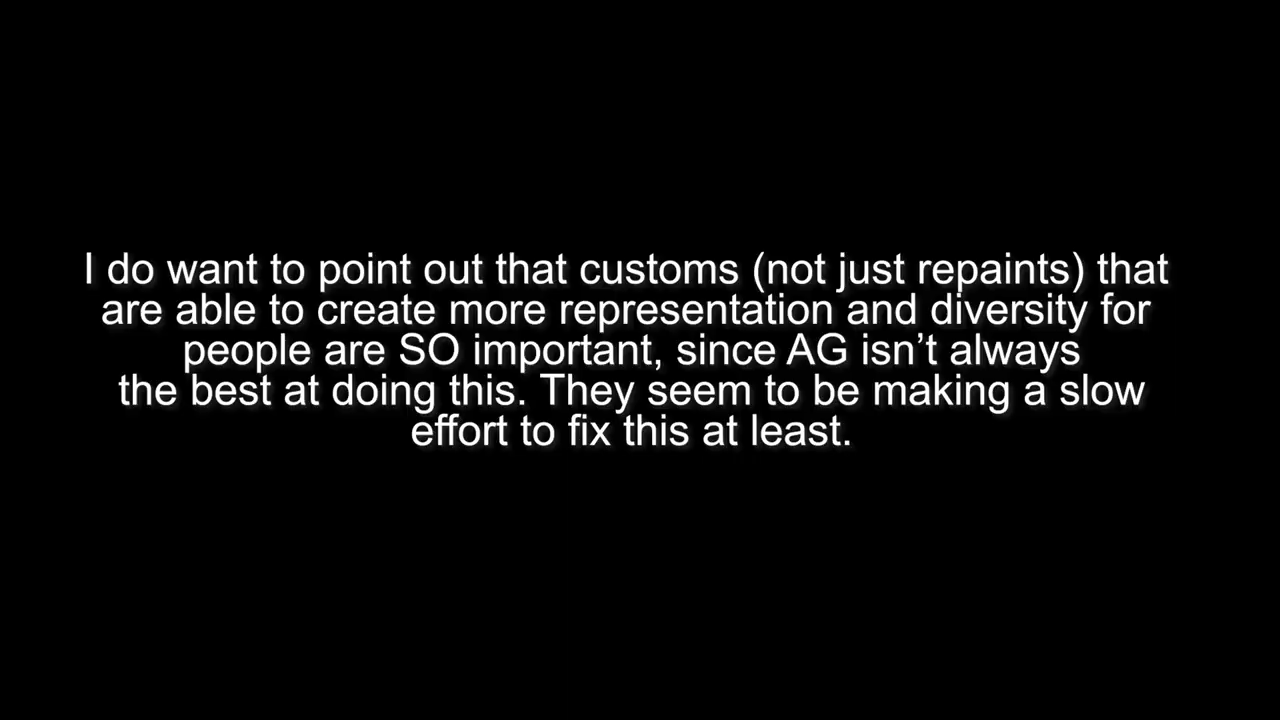 I do want to point out that customs (not just repaints) that
are able to create more representation and diversity for
people are SO important, since AG isn’t always
the best at doing this. They seem to be making a slow
effort to fix this at least.